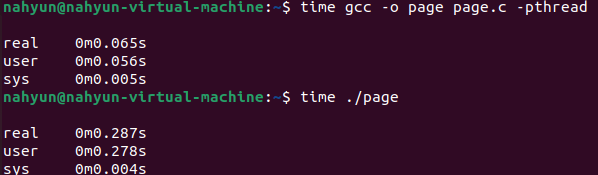 nahyun@nahyun-virtual-machine:~$ time gcc -o page page.c -pthread
real 0m0.065s
user 0m0.056s
sys 0m0.005s
nahyun@nahyun-virtual-machine:~$ time ./page
real 0m0.287s
user 0m0.278s
sys 0m0.004s